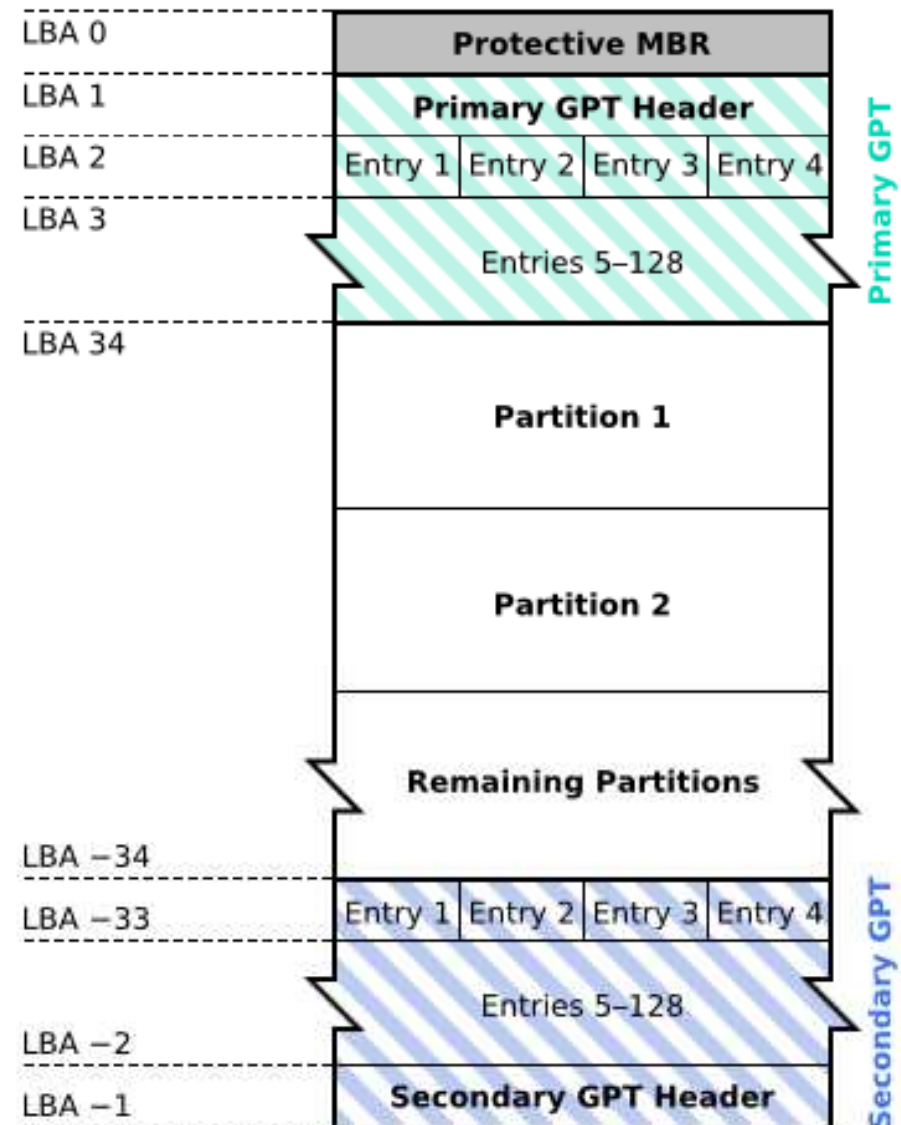 LBA 0
Protective MBR
LBA 1
Primary GPT Header
LBA 2
Entry 1 Entry 2 Entry 3 Entry 4
LBA 3
Entries 5–128
Primary GPT
LBA 34
Partition 1
Partition 2
Remaining Partitions
LBA −34
LBA −33
Entry 1 Entry 2 Entry 3 Entry 4
Entries 5–128
LBA −2
LBA −1
Secondary GPT Header
Secondary GPT